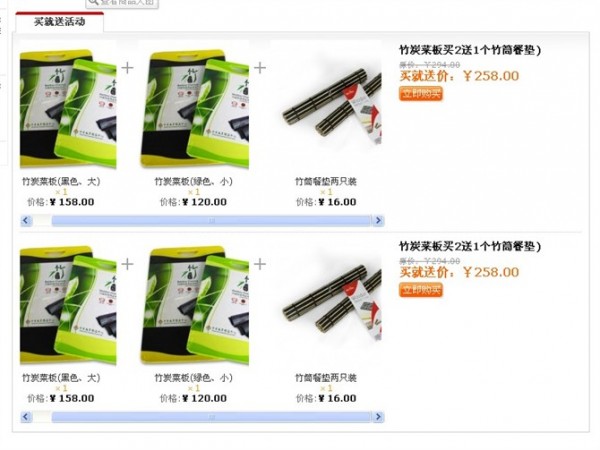 查看商品大图
买就送活动
竹炭菜板买2送1个竹筒餐垫)
原价：￥294.00
买就送价：￥258.00
立即购买
竹炭菜板(黑色、大)
×1
价格:¥ 158.00
竹炭菜板(绿色、小)
×1
价格:¥ 120.00
竹筒餐垫两只装
×1
价格:¥ 16.00
竹炭菜板买2送1个竹筒餐垫)
原价：￥294.00
买就送价：￥258.00
立即购买
竹炭菜板(黑色、大)
×1
价格:¥ 158.00
竹炭菜板(绿色、小)
×1
价格:¥ 120.00
竹筒餐垫两只装
×1
价格:¥ 16.00